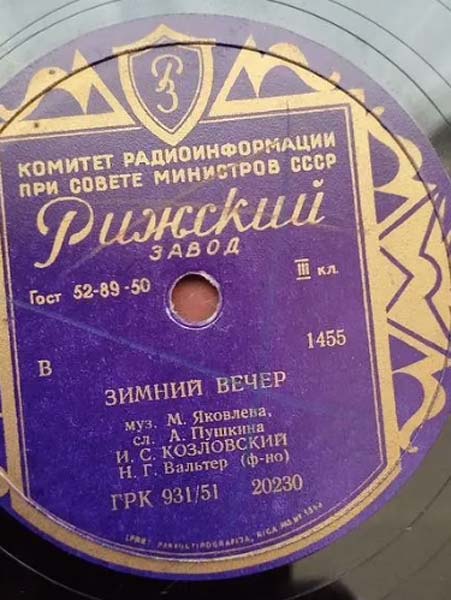 РЗ
КОМИТЕТ РАДИОИНФОРМАЦИИ
ПРИ СОВЕТЕ МИНИСТРОВ СССР
Рижский
ЗАВОД
Гост 52-89-50
III кл.
В
1455
ЗИМНИЙ ВЕЧЕР
муз. М. Яковлева,
сл. А. Пушкина
И. С. КОЗЛОВСКИЙ
Н. Г. Вальтер (ф-но)
ГРК 931/51 20230
RIGA